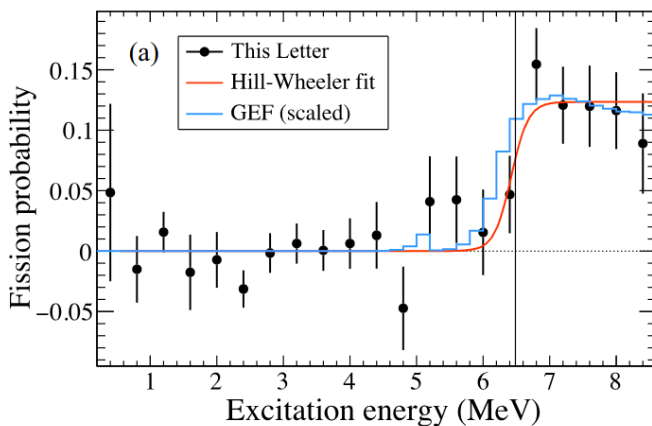 (a)
This Letter
Hill-Wheeler fit
GEF (scaled)
Fission probability
0.15
0.1
0.05
0
−0.05
1 2 3 4 5 6 7 8
Excitation energy (MeV)